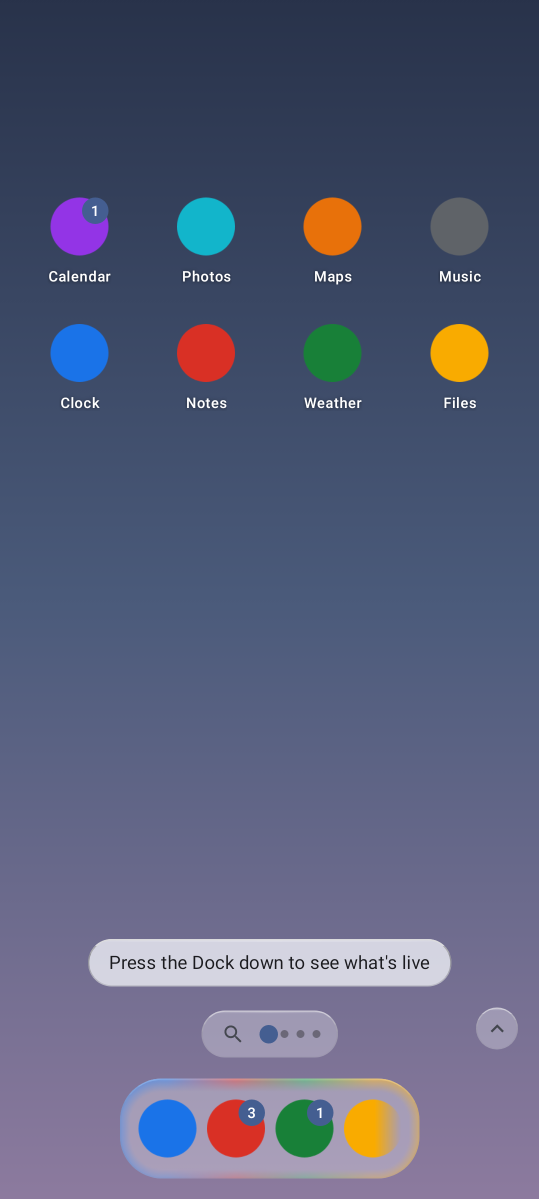 1
Calendar
Photos
Maps
Music
Clock
Notes
Weather
Files
Press the Dock down to see what's live
3
1